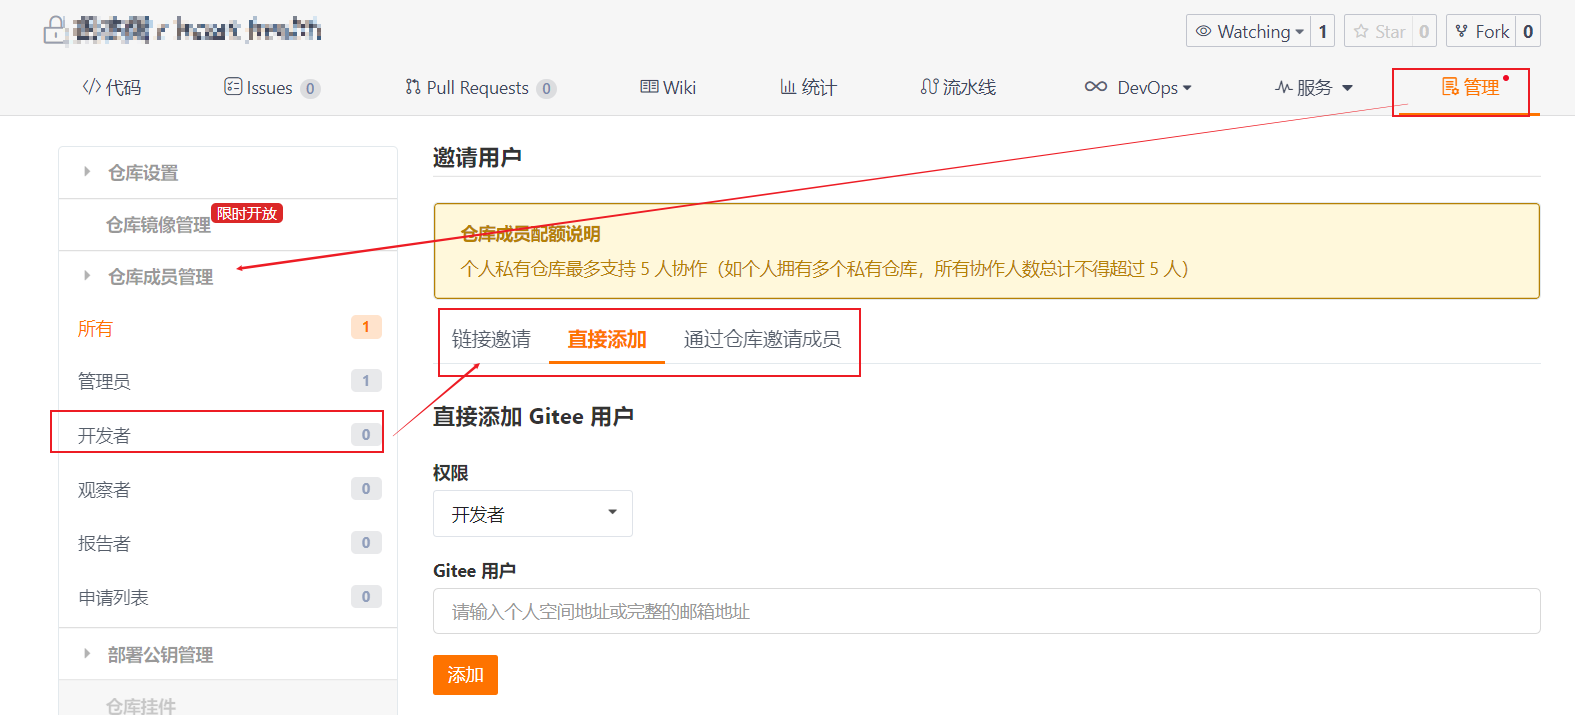 Watching 1
Star 0
Fork 0
代码
Issues 0
Pull Requests 0
Wiki
统计
流水线
DevOps
服务
管理
仓库设置
仓库镜像管理 限时开放
仓库成员管理
所有 1
管理员 1
开发者 0
观察者 0
报告者 0
申请列表 0
部署公钥管理
仓库挂件
邀请用户
仓库成员配额说明
个人私有仓库最多支持 5 人协作（如个人拥有多个私有仓库，所有协作人数总计不得超过 5 人）
链接邀请 直接添加 通过仓库邀请成员
直接添加 Gitee 用户
权限
开发者
Gitee 用户
请输入个人空间地址或完整的邮箱地址
添加